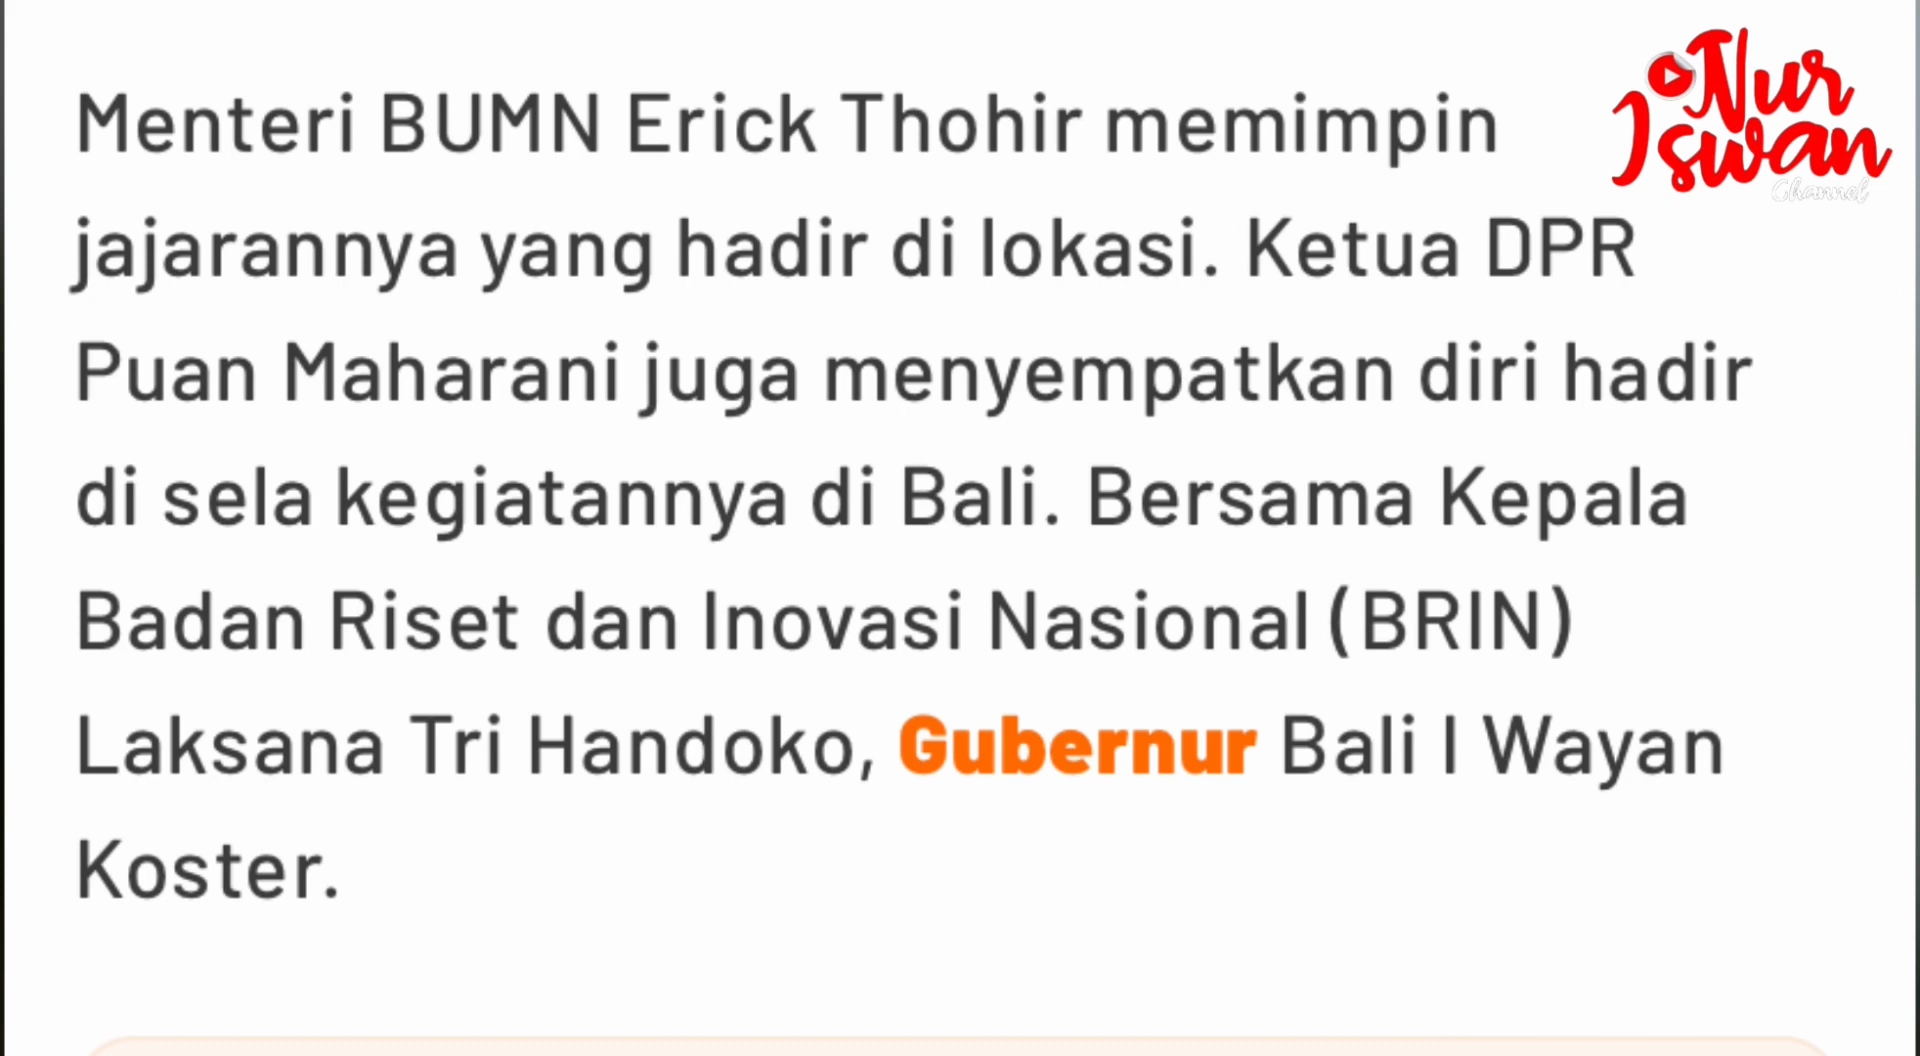 Menteri BUMN Erick Thohir memimpin
jajarannya yang hadir di lokasi. Ketua DPR
Puan Maharani juga menyempatkan diri hadir
di sela kegiatannya di Bali. Bersama Kepala
Badan Riset dan Inovasi Nasional (BRIN)
Laksana Tri Handoko, Gubernur Bali I Wayan
Koster.
Nur
Iswan
Channel